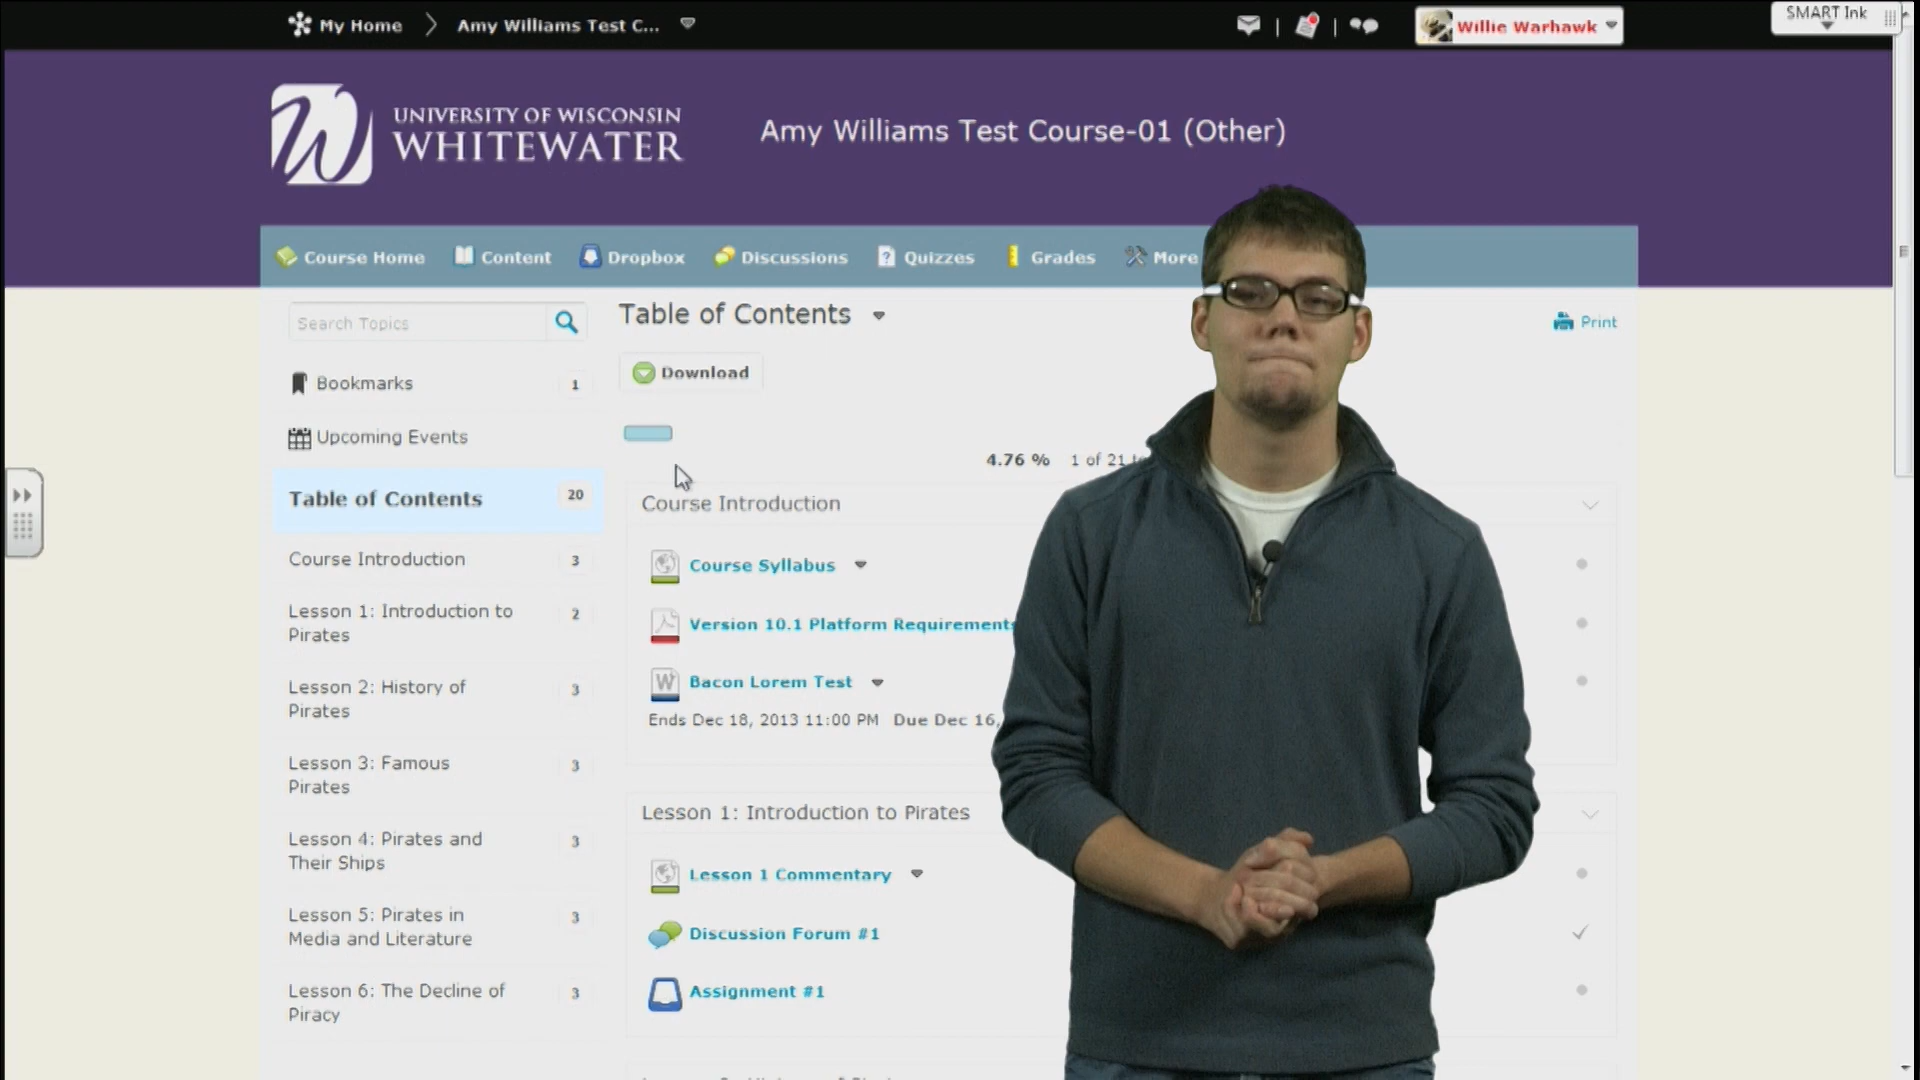 My Home
Amy Williams Test C...
Willie Warhawk
SMART Ink
UNIVERSITY OF WISCONSIN
WHITEWATER
Amy Williams Test Course-01 (Other)
Course Home
Content
Dropbox
Discussions
Quizzes
Grades
More
Search Topics
Bookmarks 1
Upcoming Events
Table of Contents 20
Course Introduction 3
Lesson 1: Introduction to 2
Pirates
Lesson 2: History of 3
Pirates
Lesson 3: Famous 3
Pirates
Lesson 4: Pirates and 3
Their Ships
Lesson 5: Pirates in 3
Media and Literature
Lesson 6: The Decline of 3
Piracy
Table of Contents
Print
Download
4.76 % 1 of 21
Course Introduction
Course Syllabus
Version 10.1 Platform Requirements
W Bacon Lorem Test
Ends Dec 18, 2013 11:00 PM Due Dec 16,
Lesson 1: Introduction to Pirates
Lesson 1 Commentary
Discussion Forum #1
Assignment #1